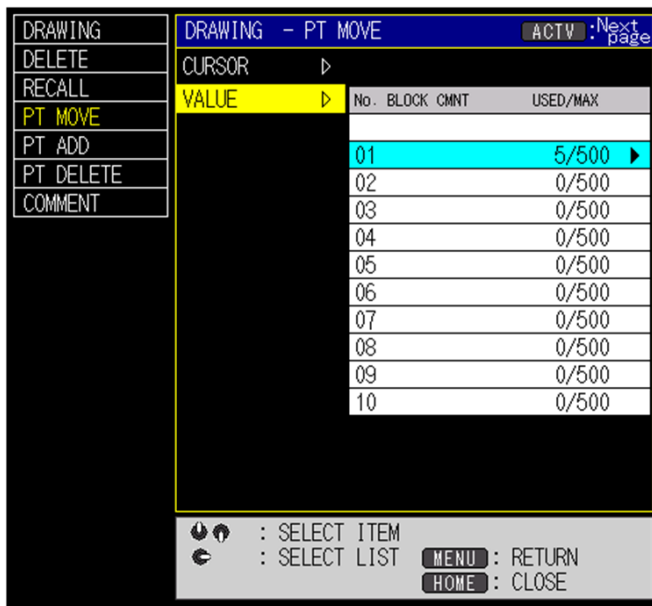 DRAWING
DELETE
RECALL
PT MOVE
PT ADD
PT DELETE
COMMENT
DRAWING - PT MOVE
ACTV :Next page
CURSOR
VALUE
No. BLOCK CMNT USED/MAX
01 5/500
02 0/500
03 0/500
04 0/500
05 0/500
06 0/500
07 0/500
08 0/500
09 0/500
10 0/500
: SELECT ITEM
: SELECT LIST MENU : RETURN
HOME : CLOSE